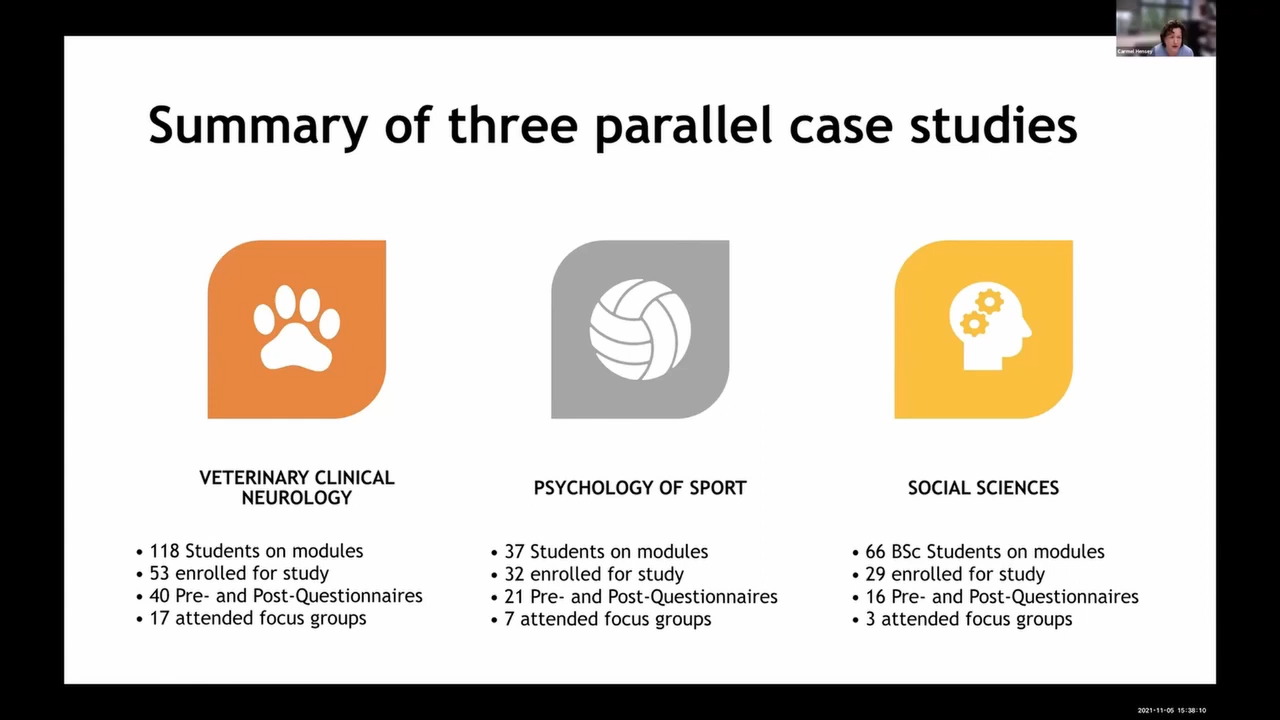 Carmel Hensey
Summary of three parallel case studies
VETERINARY CLINICAL
NEUROLOGY
• 118 Students on modules
• 53 enrolled for study
• 40 Pre- and Post-Questionnaires
• 17 attended focus groups
PSYCHOLOGY OF SPORT
• 37 Students on modules
• 32 enrolled for study
• 21 Pre- and Post-Questionnaires
• 7 attended focus groups
SOCIAL SCIENCES
• 66 BSc Students on modules
• 29 enrolled for study
• 16 Pre- and Post-Questionnaires
• 3 attended focus groups
2021-11-05 15:38:10